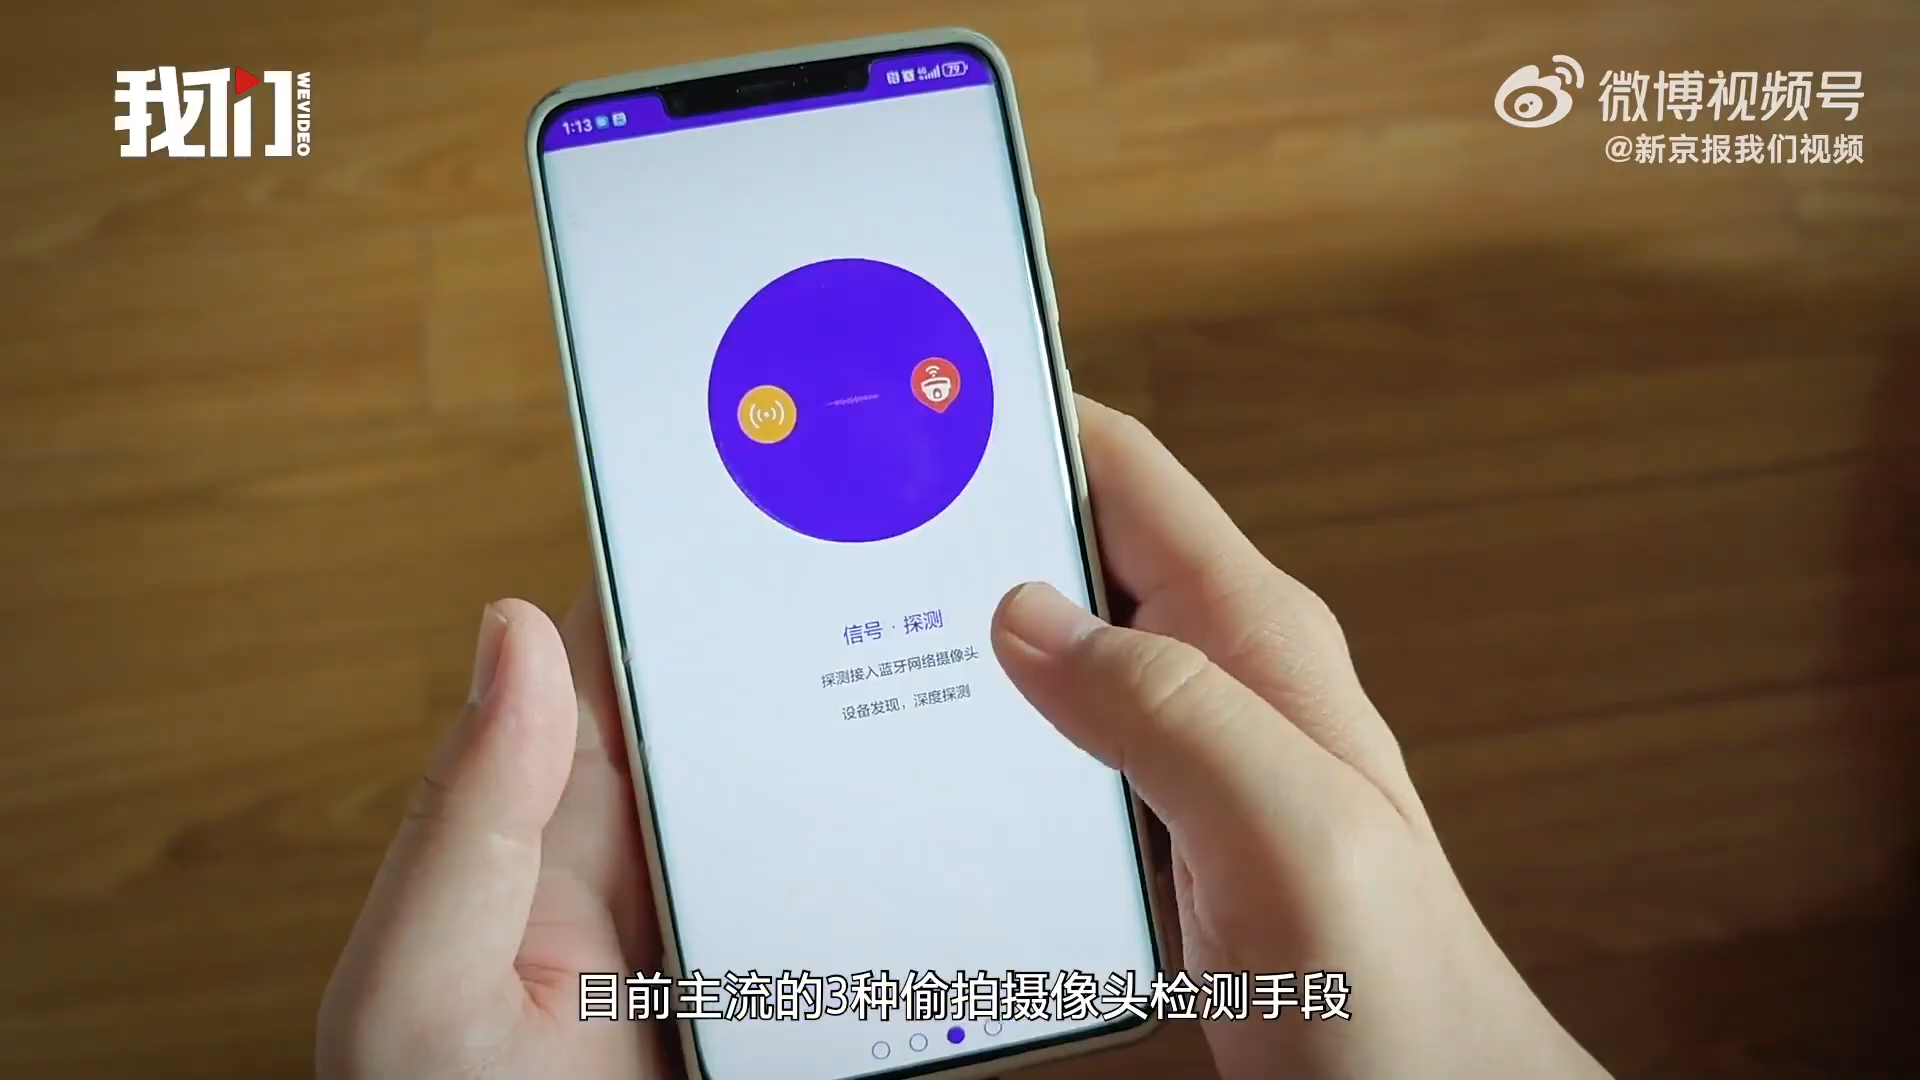 我们
WEVIDEO
微博视频号
@新京报我们视频
1:13
79
信号·探测
探测接入蓝牙网络摄像头
设备发现，深度探测
目前主流的3种偷拍摄像头检测手段